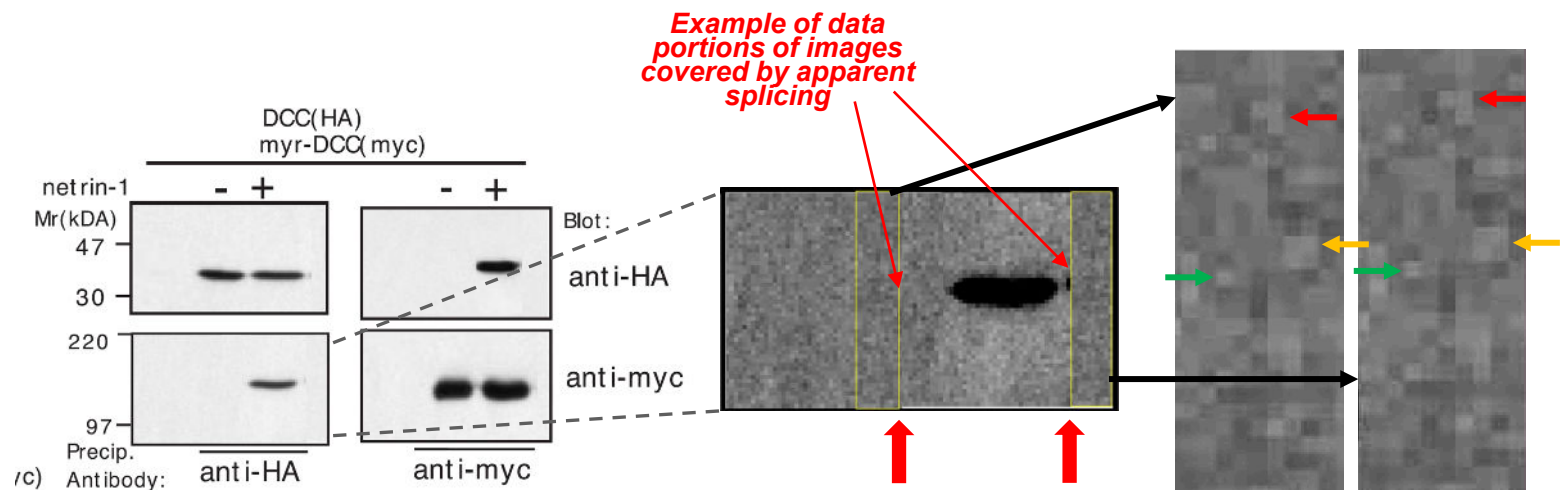 Example of data
portions of images
covered by apparent
splicing
DCC(HA)
myr-DCC(myc)
netrin-1 - + - +
Mr(kDA)
47
30
Blot:
anti-HA
220
97
anti-myc
Precip.
yc) Antibody: anti-HA anti-myc